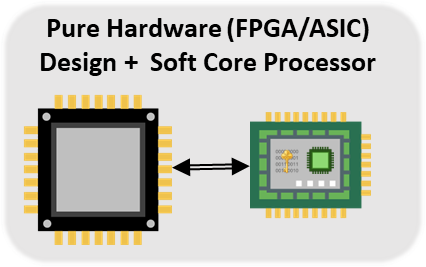 Pure Hardware (FPGA/ASIC)
Design +  Soft Core Processor